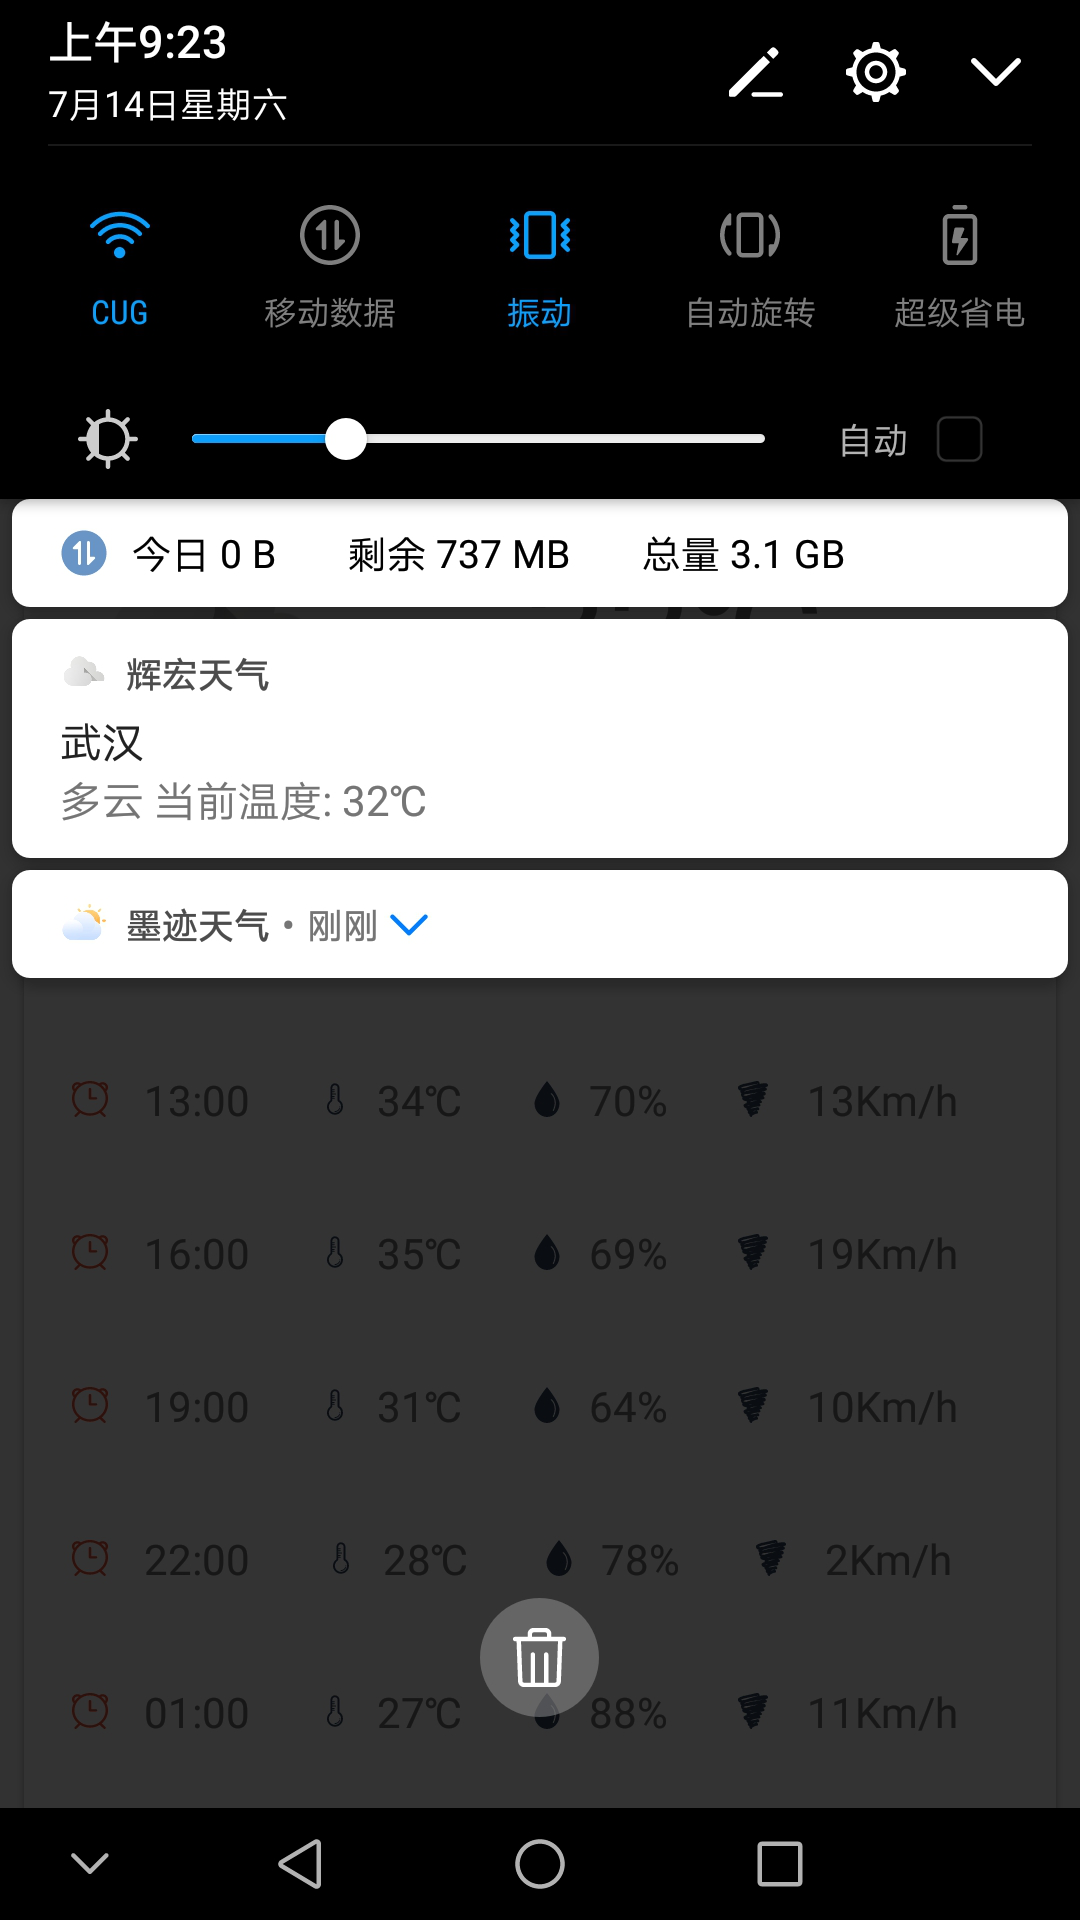 上午9:23
7月14日星期六
CUG 移动数据 振动 自动旋转 超级省电
自动
今日 0 B 剩余 737 MB 总量 3.1 GB
辉宏天气
武汉
多云 当前温度: 32℃
墨迹天气 • 刚刚
13:00 34℃ 70% 13Km/h
16:00 35℃ 69% 19Km/h
19:00 31℃ 64% 10Km/h
22:00 28℃ 78% 2Km/h
01:00 27℃ 88% 11Km/h